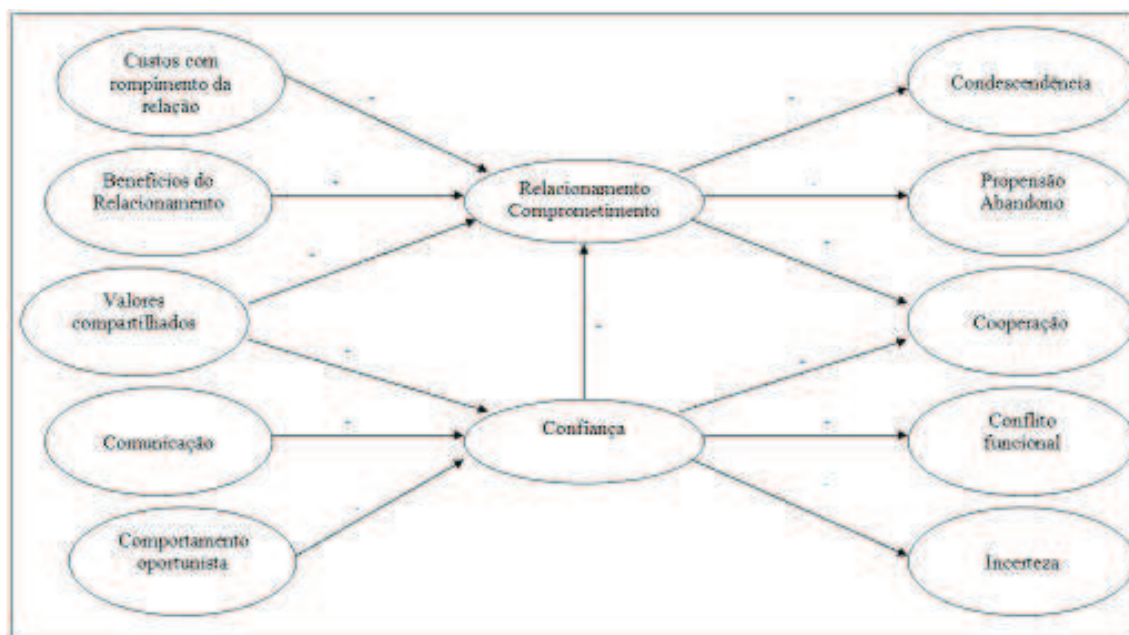 Custos com
rompimento da
relação
Benefícios do
Relacionamento
Valores
compartilhados
Comunicação
Comportamento
oportunista
Relacionamento
Comprometimento
Confiança
Condescendência
Propensão
Abandono
Cooperação
Conflito
funcional
Incerteza